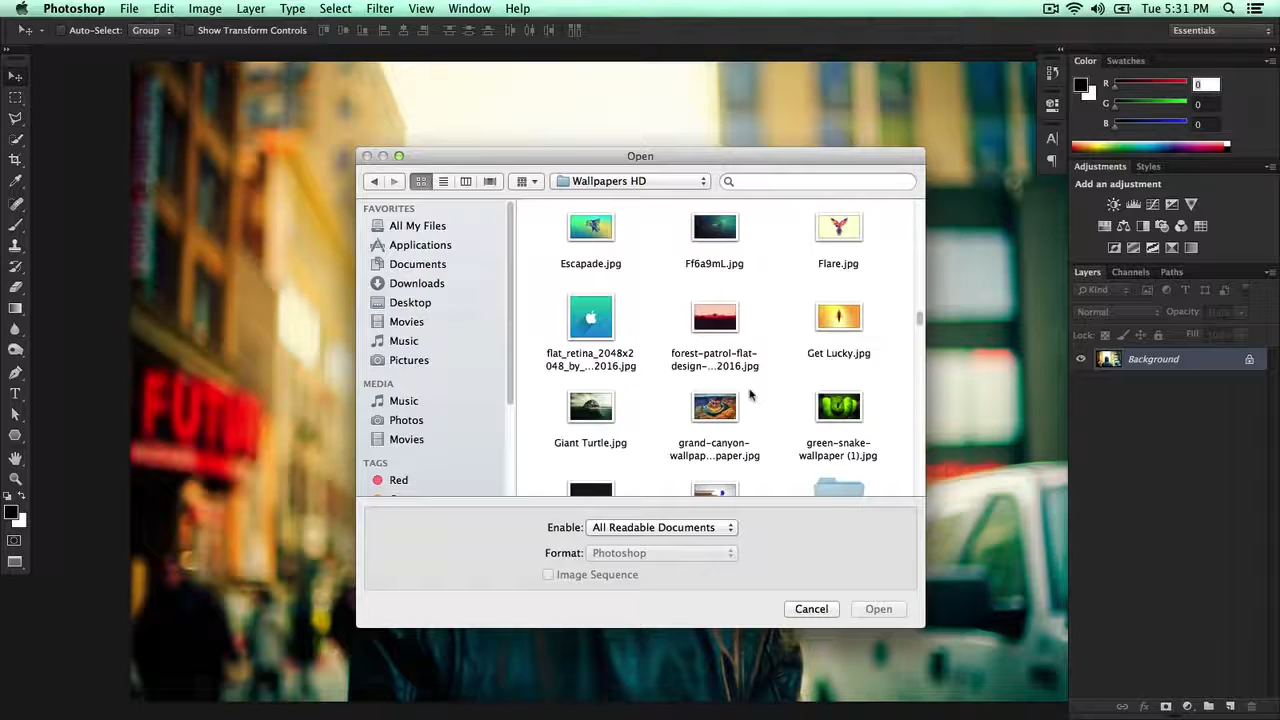 Photoshop File Edit Image Layer Type Select Filter View Window Help Tue 5:31 PM
Auto-Select: Group Show Transform Controls Essentials
Color Swatches
R 0
G 0
B 0
Adjustments Styles
Add an adjustment
Layers Channels Paths
Kind
Normal Opacity:
Lock: Fill:
Background
Open
Wallpapers HD
FAVORITES
All My Files
Applications
Documents
Downloads
Desktop
Movies
Music
Pictures
MEDIA
Music
Photos
Movies
TAGS
Red
Escapade.jpg Ff6a9mL.jpg Flare.jpg
flat_retina_2048x2 forest-patrol-flat- Get Lucky.jpg
048_by_...2016.jpg design-...2016.jpg
Giant Turtle.jpg grand-canyon- green-snake-
wallpap...paper.jpg wallpaper (1).jpg
Enable: All Readable Documents
Format: Photoshop
Image Sequence
Cancel Open